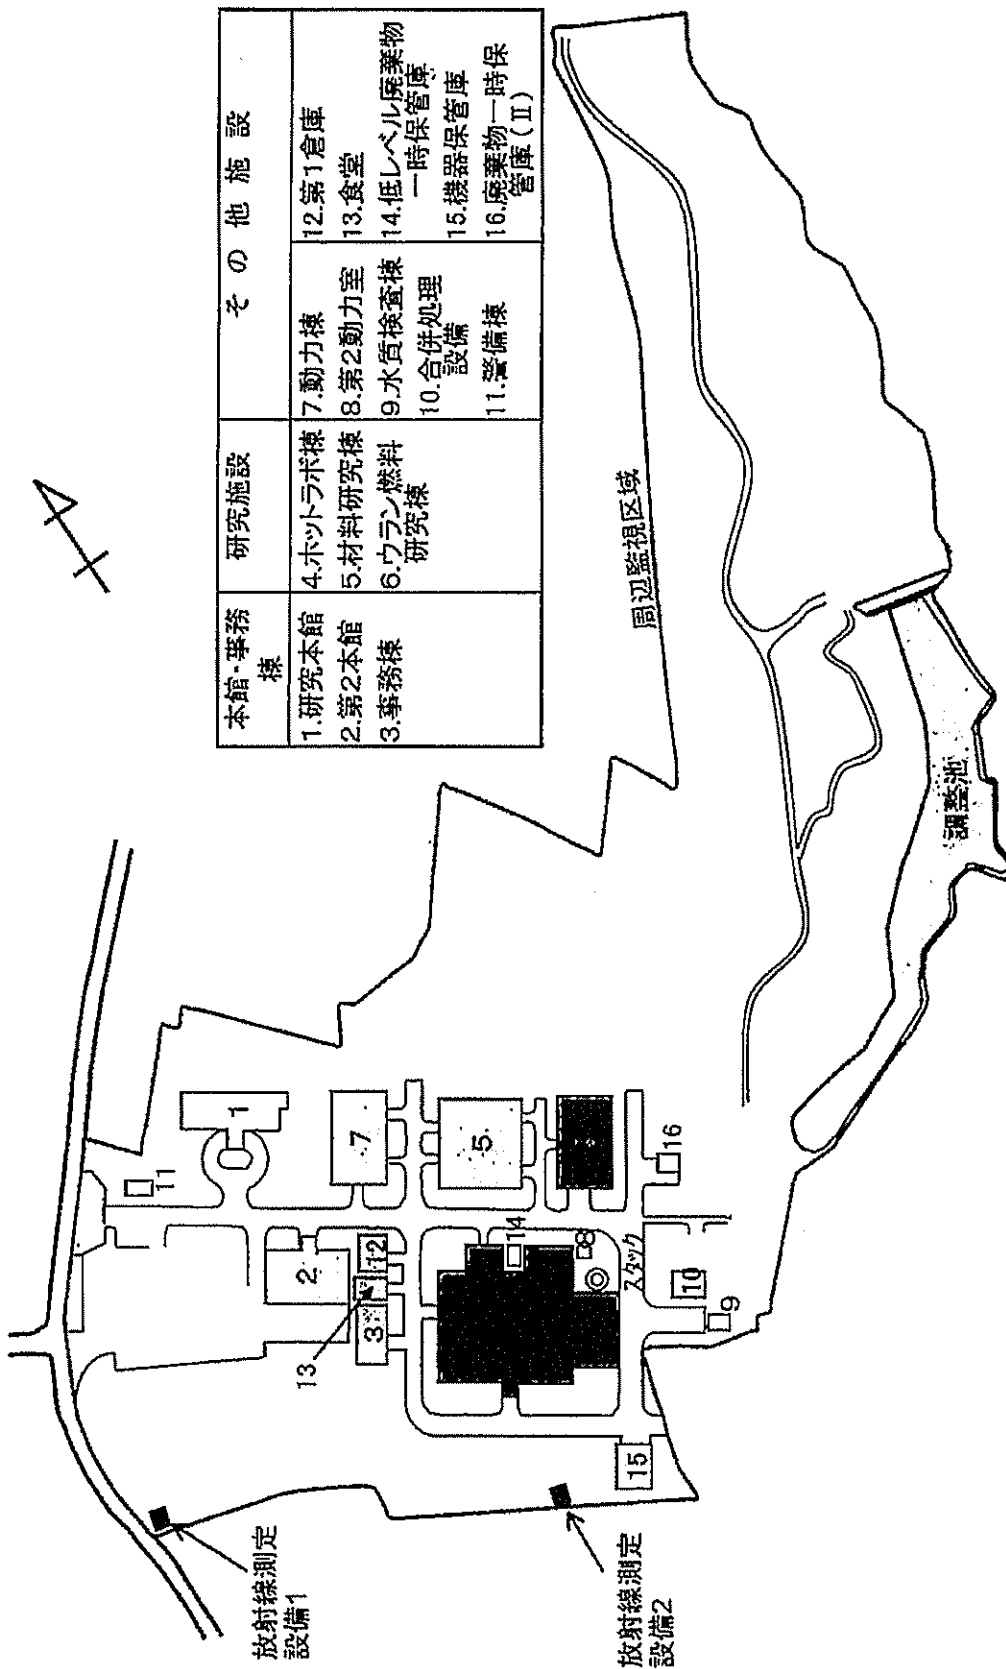 本館・事務
棟
研究施設
その他施設
1.研究本館
2.第2本館
3.事務棟
4.ホットラボ棟
5.材料研究棟
6.ウラン燃料
研究棟
7.動力棟
8.第2動力室
9.水質検査棟
10.合併処理
設備
11.警備棟
12.第1倉庫
13.食堂
14.低レベル廃棄物
一時保管庫
15.機器保管庫
16.廃棄物一時保
管庫(Ⅱ)
周辺監視区域
調整池
11
1
2
7
12
3
13
5
14
スタック
16
10
9
15
放射線測定
設備1
放射線測定
設備2